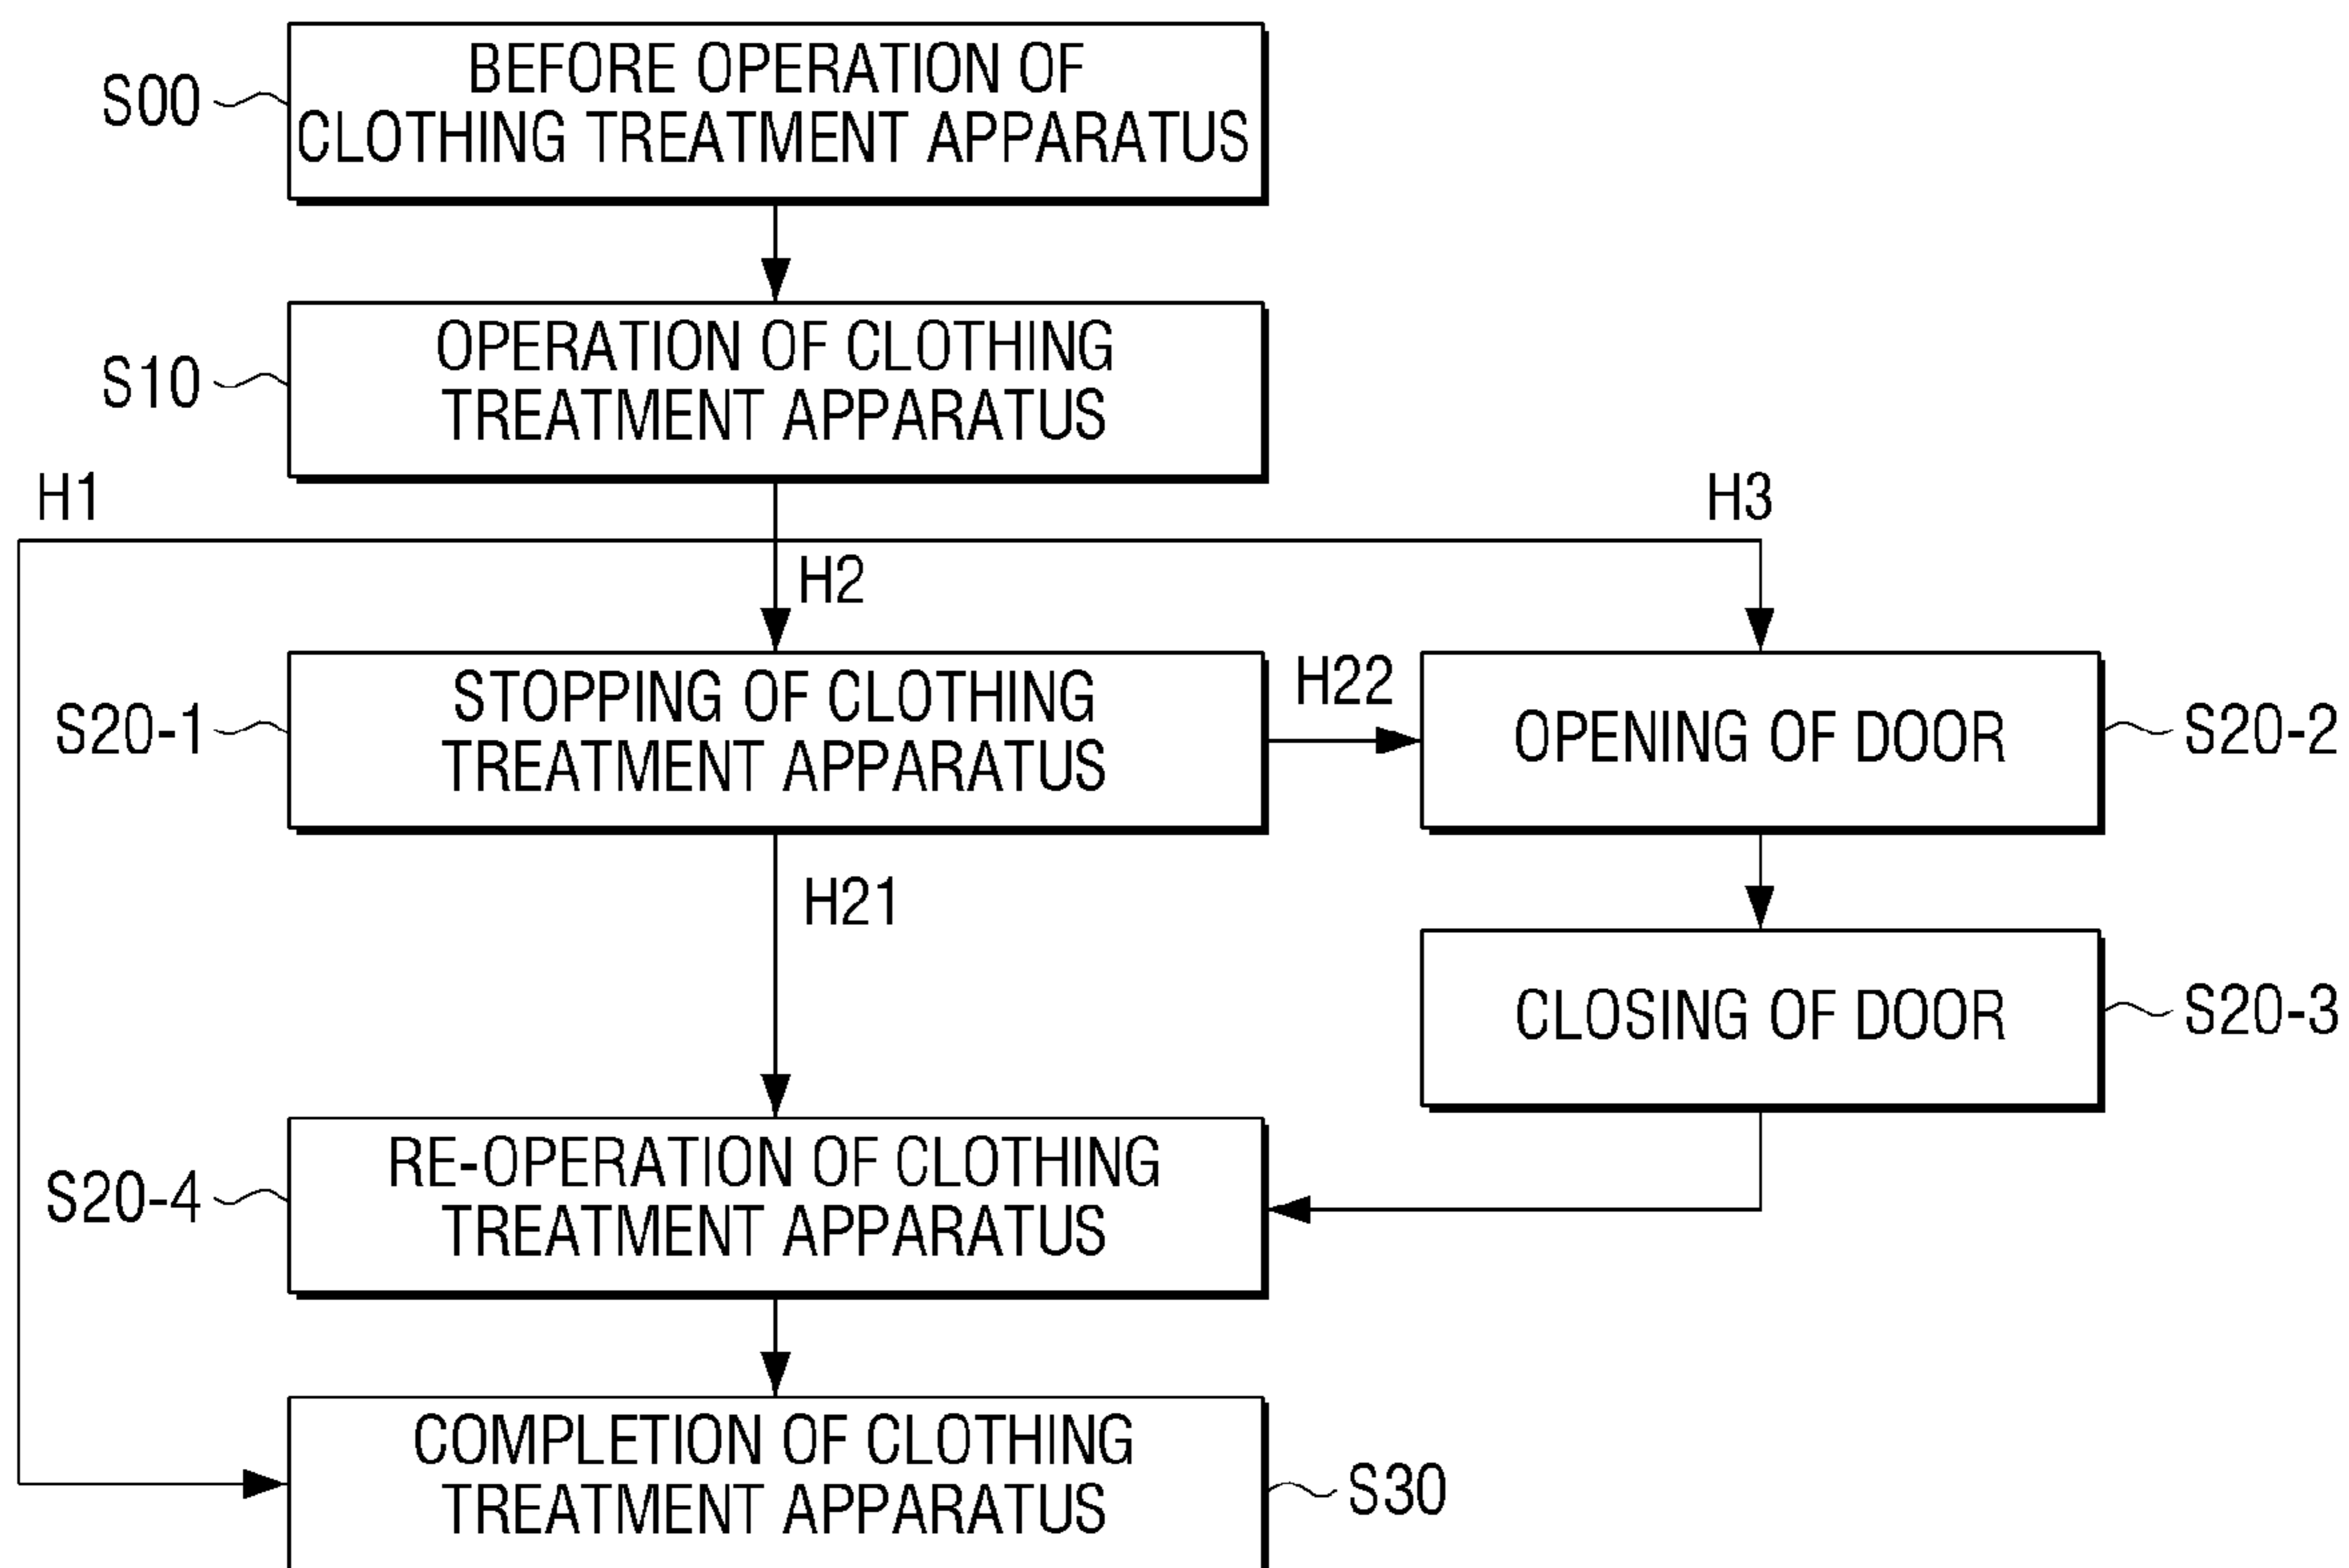 S00
BEFORE OPERATION OF
CLOTHING TREATMENT APPARATUS
S10
OPERATION OF CLOTHING
TREATMENT APPARATUS
H1
H3
H2
S20-1
STOPPING OF CLOTHING
TREATMENT APPARATUS
H22
OPENING OF DOOR
S20-2
H21
CLOSING OF DOOR
S20-3
S20-4
RE-OPERATION OF CLOTHING
TREATMENT APPARATUS
COMPLETION OF CLOTHING
TREATMENT APPARATUS
S30